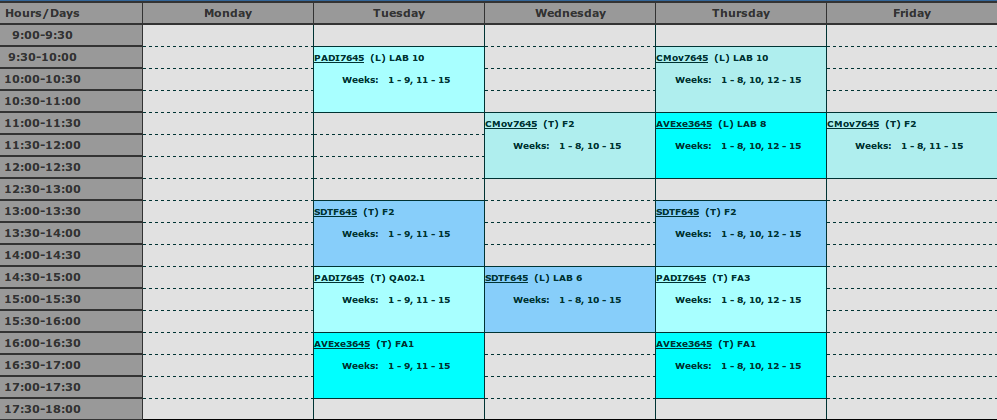 Hours/Days Monday Tuesday Wednesday Thursday Friday
9:00-9:30
9:30-10:00 PADI7645 (L) LAB 10 CMov7645 (L) LAB 10
10:00-10:30 Weeks: 1 – 9, 11 – 15 Weeks: 1 – 8, 10, 12 – 15
10:30-11:00
11:00-11:30 CMov7645 (T) F2 AVExe3645 (L) LAB 8 CMov7645 (T) F2
11:30-12:00 Weeks: 1 – 8, 10 – 15 Weeks: 1 – 8, 10, 12 – 15 Weeks: 1 – 8, 11 – 15
12:00-12:30
12:30-13:00
13:00-13:30 SDTF645 (T) F2 SDTF645 (T) F2
13:30-14:00 Weeks: 1 – 9, 11 – 15 Weeks: 1 – 8, 10, 12 – 15
14:00-14:30
14:30-15:00 PADI7645 (T) QA02.1 SDTF645 (L) LAB 6 PADI7645 (T) FA3
15:00-15:30 Weeks: 1 – 9, 11 – 15 Weeks: 1 – 8, 10 – 15 Weeks: 1 – 8, 10, 12 – 15
15:30-16:00
16:00-16:30 AVExe3645 (T) FA1 AVExe3645 (T) FA1
16:30-17:00 Weeks: 1 – 9, 11 – 15 Weeks: 1 – 8, 10, 12 – 15
17:00-17:30
17:30-18:00